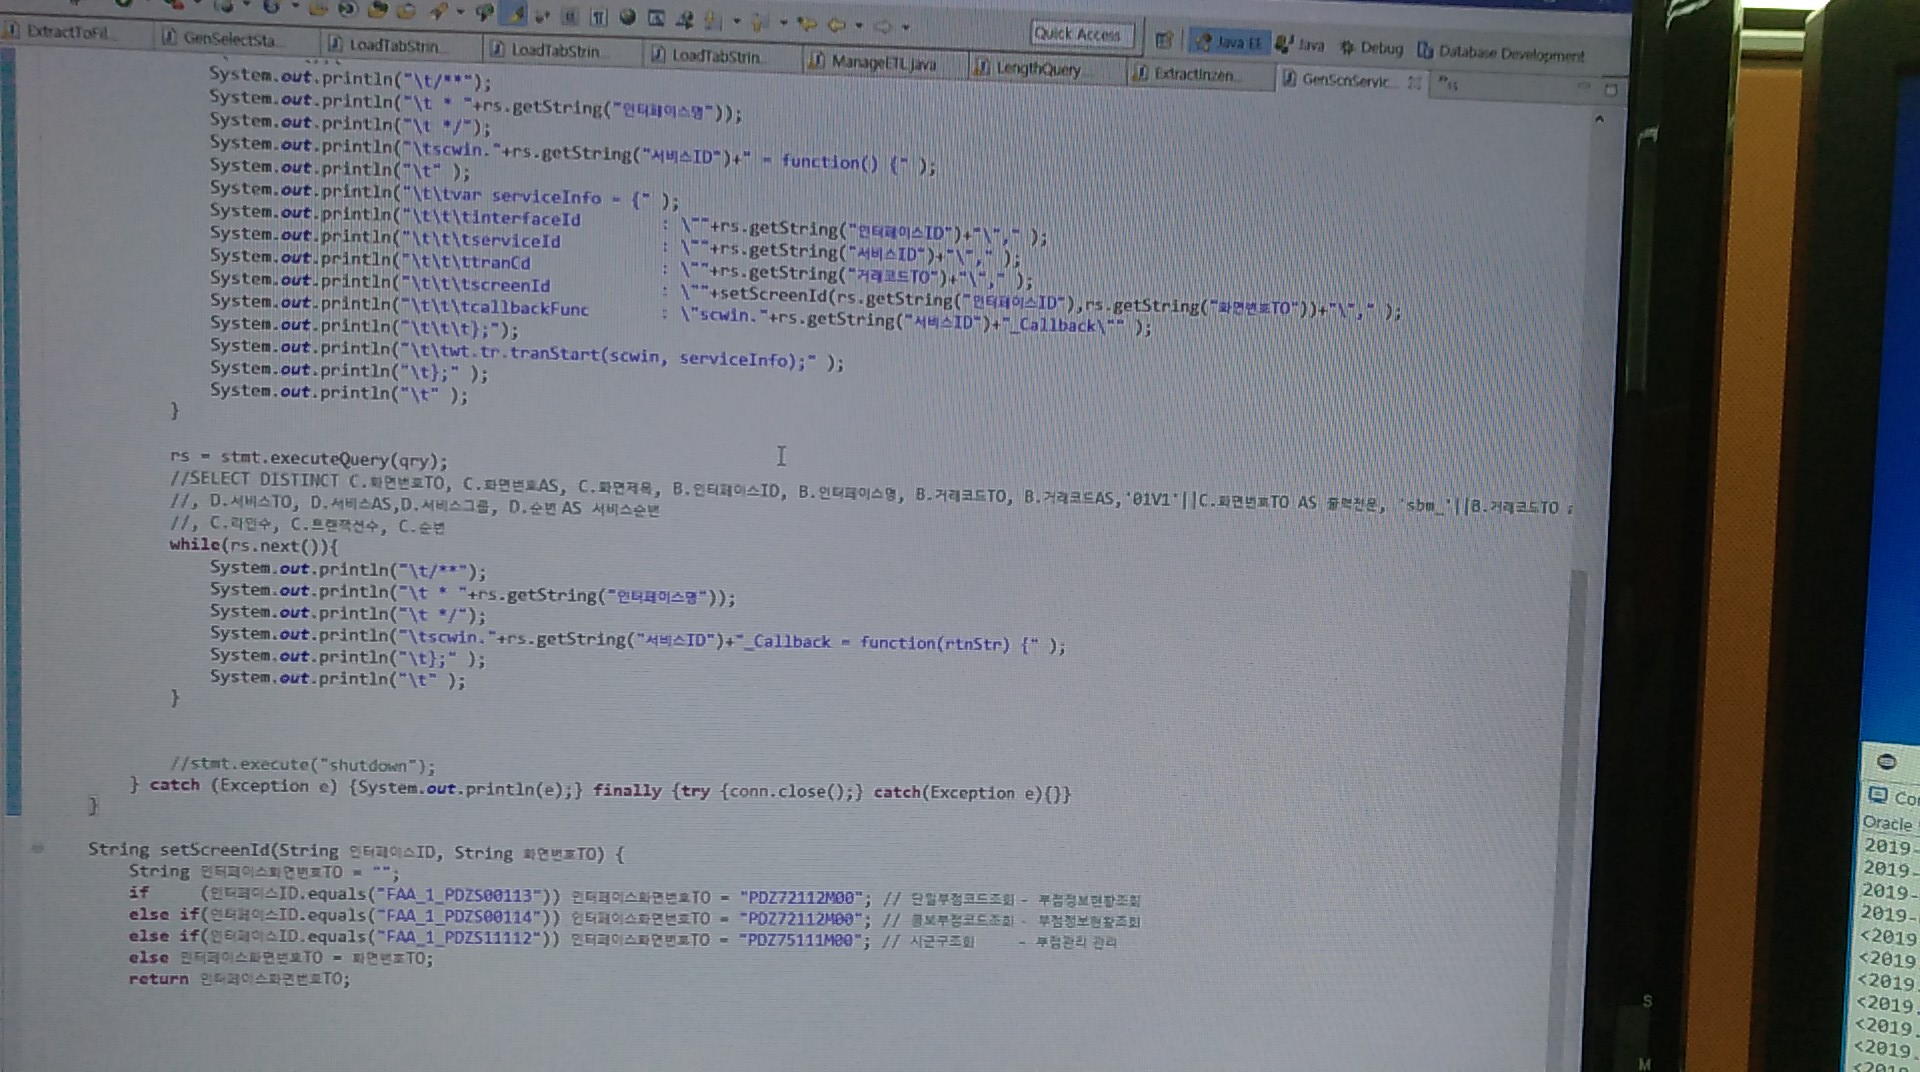 Quick Access
Java EE
Java
Debug
Database Development
ExtractToFil...
GenSelectSta...
LoadTabStrin...
LoadTabStrin...
LoadTabStrin...
ManageETL.java
LengthQuery...
ExtractInzen...
GenScnServic...
System.out.println("\t/**");
System.out.println("\t * "+rs.getString("인터페이스명"));
System.out.println("\t */");
System.out.println("\tscwin."+rs.getString("서비스ID")+" = function() {" );
System.out.println("\t" );
System.out.println("\t\tvar serviceInfo = {" );
System.out.println("\t\t\tinterfaceId : \""+rs.getString("인터페이스ID")+"\"," );
System.out.println("\t\t\tserviceId : \""+rs.getString("서비스ID")+"\"," );
System.out.println("\t\t\ttranCd : \""+rs.getString("거래코드TO")+"\"," );
System.out.println("\t\t\tscreenId : \""+setScreenId(rs.getString("인터페이스ID"),rs.getString("화면번호TO"))+"\"," );
System.out.println("\t\t\tcallbackFunc : \"scwin."+rs.getString("서비스ID")+"_Callback\"" );
System.out.println("\t\t\t};");
System.out.println("\t\twt.tr.tranStart(scwin, serviceInfo);" );
System.out.println("\t};" );
System.out.println("\t" );
}
rs = stmt.executeQuery(qry);
//SELECT DISTINCT C.화면번호TO, C.화면번호AS, C.화면제목, B.인터페이스ID, B.인터페이스명, B.거래코드TO, B.거래코드AS,'01V1'||C.화면번호TO AS 출력전문, 'sbm_'||B.거래코드TO
//, D.서비스TO, D.서비스AS,D.서비스그룹, D.순번 AS 서비스순번
//, C.라인수, C.트랜잭션수, C.순번
while(rs.next()){
System.out.println("\t/**");
System.out.println("\t * "+rs.getString("인터페이스명"));
System.out.println("\t */");
System.out.println("\tscwin."+rs.getString("서비스ID")+"_Callback = function(rtnStr) {" );
System.out.println("\t};" );
System.out.println("\t" );
}
//stmt.execute("shutdown");
} catch (Exception e) {System.out.println(e);} finally {try {conn.close();} catch(Exception e){}}
}
String setScreenId(String 인터페이스ID, String 화면번호TO) {
String 인터페이스화면번호TO = "";
if (인터페이스ID.equals("FAA_1_PDZS00113")) 인터페이스화면번호TO = "PDZ72112M00"; // 단일부점코드조회 - 부점정보현황조회
else if(인터페이스ID.equals("FAA_1_PDZS00114")) 인터페이스화면번호TO = "PDZ72112M00"; // 콤보부점코드조회 - 부점정보현황조회
else if(인터페이스ID.equals("FAA_1_PDZS11112")) 인터페이스화면번호TO = "PDZ75111M00"; // 시군구조회 - 부점관리 관리
else 인터페이스화면번호TO = 화면번호TO;
return 인터페이스화면번호TO;
S
M
Oracle
2019-
2019-
2019-
2019-
<2019
<2019
<2019.
<2019.
<2019.
<2019.